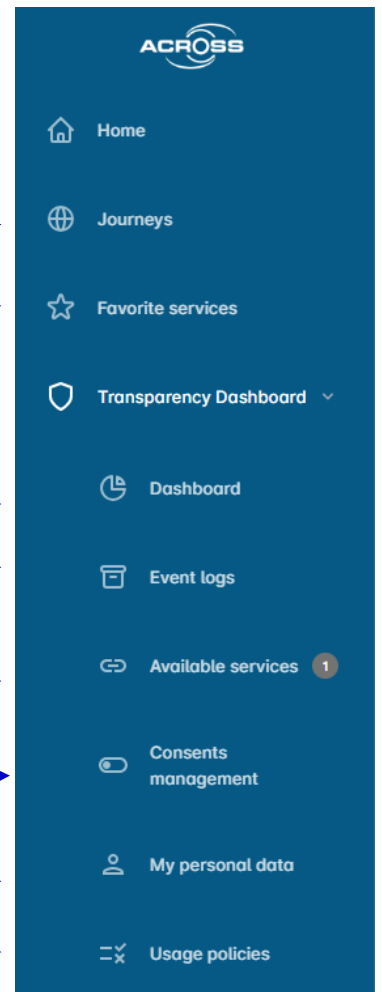 ACROSS
Home
Journeys
Favorite services
Transparency Dashboard
Dashboard
Event logs
Available services 1
Consents
management
My personal data
Usage policies